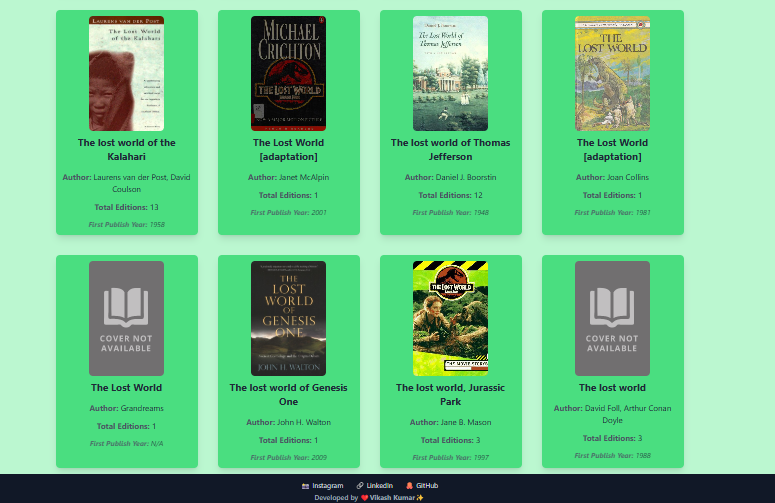 LAURENS VAN DER POST
The Lost World
of the Kalahari
MICHAEL
CRICHTON
THE LOST WORLD
The Lost World of
Thomas Jefferson
THE
LOST WORLD
The lost world of the
Kalahari
Author: Laurens van der Post, David
Coulson
Total Editions: 13
First Publish Year: 1958
The Lost World
[adaptation]
Author: Janet McAlpin
Total Editions: 1
First Publish Year: 2001
The lost world of Thomas
Jefferson
Author: Daniel J. Boorstin
Total Editions: 12
First Publish Year: 1948
The Lost World
[adaptation]
Author: Joan Collins
Total Editions: 1
First Publish Year: 1981
COVER NOT
AVAILABLE
THE
LOST
WORLD
OF
GENESIS
ONE
JOHN H. WALTON
THE LOST WORLD
THE MOVIE STORYBOOK
COVER NOT
AVAILABLE
The Lost World
Author: Grandreams
Total Editions: 1
First Publish Year: N/A
The lost world of Genesis
One
Author: John H. Walton
Total Editions: 1
First Publish Year: 2009
The lost world, Jurassic
Park
Author: Jane B. Mason
Total Editions: 3
First Publish Year: 1997
The lost world
Author: David Foll, Arthur Conan
Doyle
Total Editions: 3
First Publish Year: 1988
Instagram LinkedIn GitHub
Developed by ❤️ Vikash Kumar✨